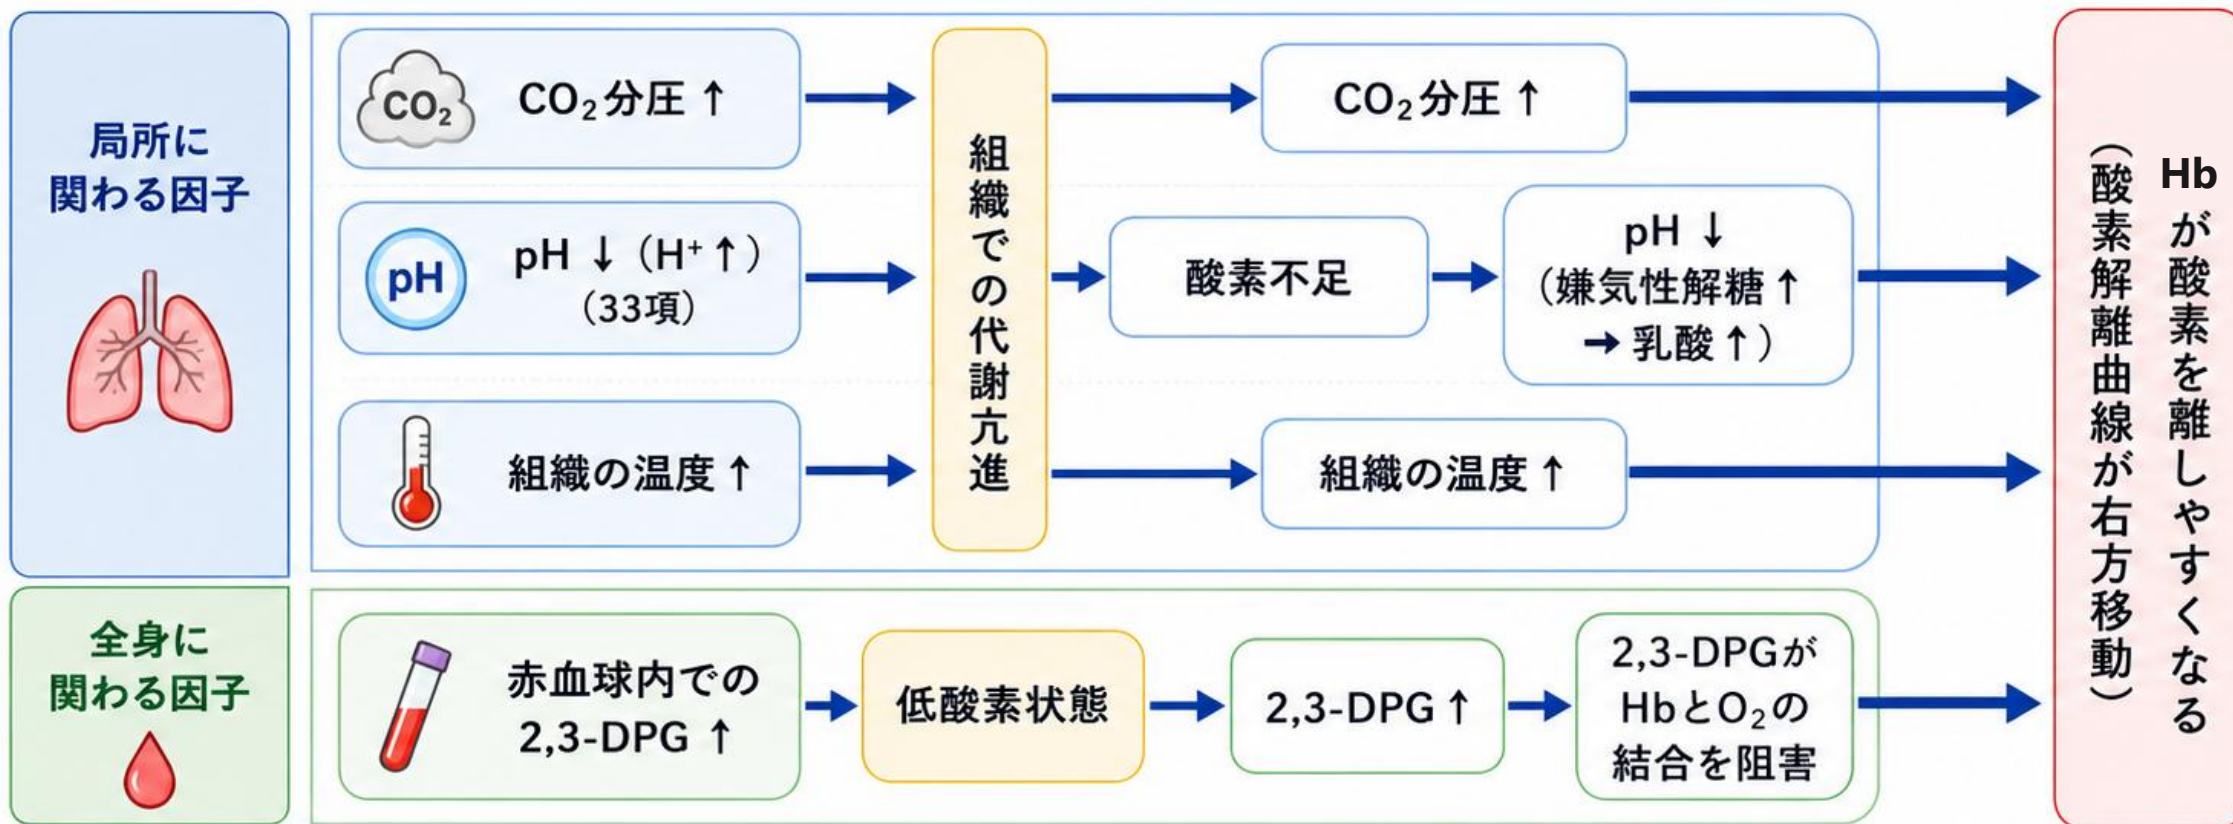 局所に
関わる因子
CO₂
CO₂分圧 ↑
pH
pH ↓（H⁺↑）
（33項）
組織の温度 ↑
組織での代謝亢進
CO₂分圧 ↑
酸素不足
pH ↓
（嫌気性解糖 ↑
→ 乳酸 ↑）
組織の温度 ↑
全身に
関わる因子
赤血球内での
2,3-DPG ↑
低酸素状態
2,3-DPG ↑
2,3-DPGが
HbとO₂の
結合を阻害
Hbが酸素を離しやすくなる
（酸素解離曲線が右方移動）